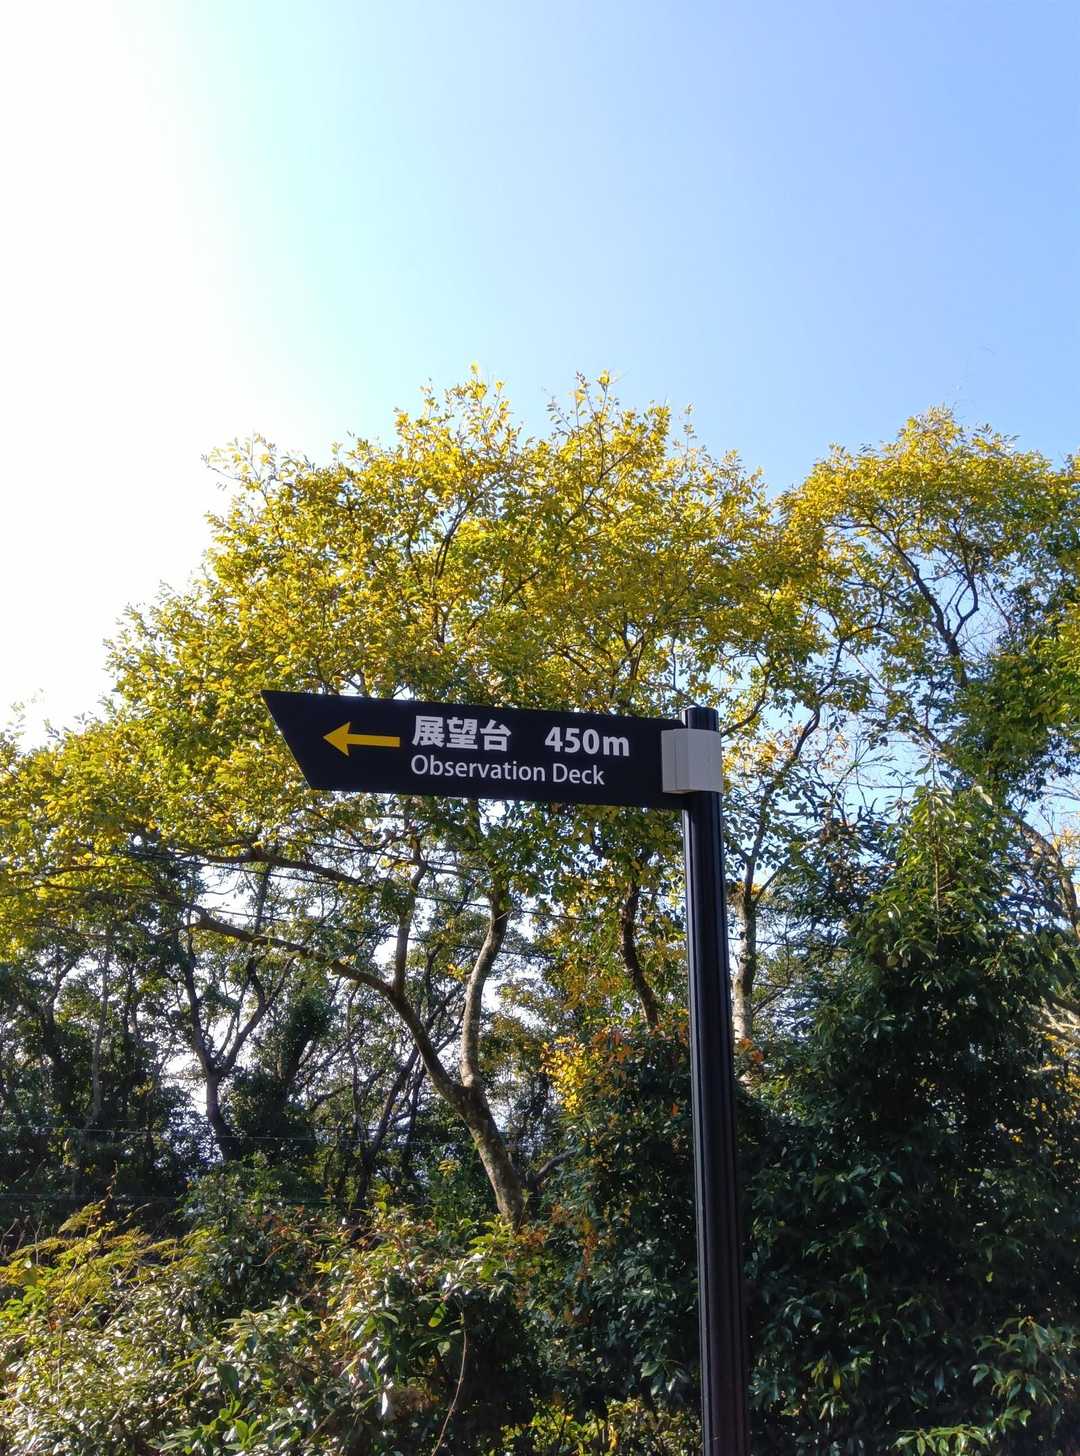 展望台 450m
Observation Deck